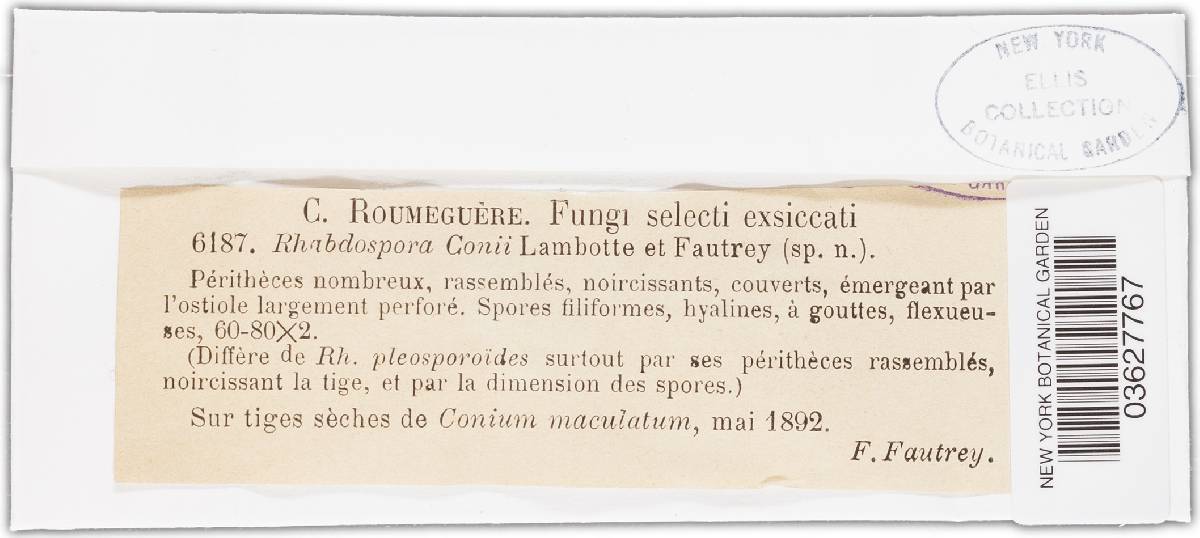 NEW YORK
ELLIS
COLLECTION
BOTANICAL GARDEN
C. ROUMEGUÈRE. Fungi selecti exsiccati
6187. Rhabdospora Conii Lambotte et Fautrey (sp. n.).
Périthèces nombreux, rassemblés, noircissants, couverts, émergeant par
l'ostiole largement perforé. Spores filiformes, hyalines, à gouttes, flexueu-
ses, 60-80×2.
(Diffère de Rh. pleosporoïdes surtout par ses périthèces rassemblés,
noircissant la tige, et par la dimension des spores.)
Sur tiges sèches de Conium maculatum, mai 1892.
F. Fautrey.
NEW YORK BOTANICAL GARDEN
03627767